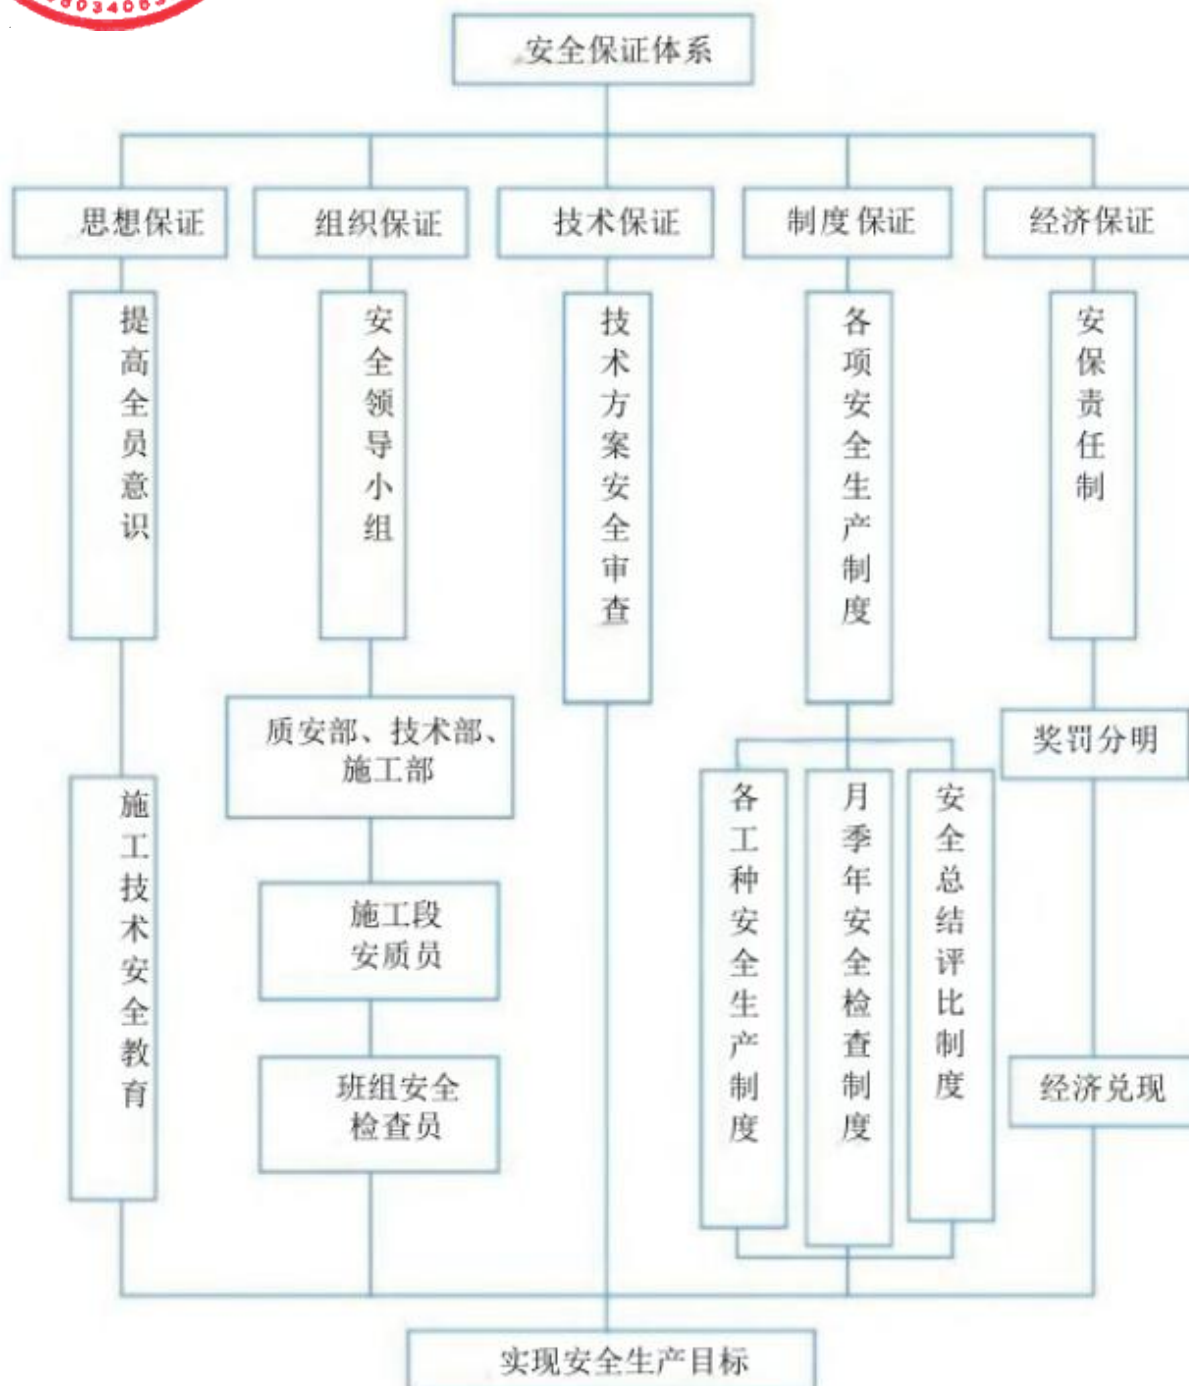 安全保证体系
思想保证
组织保证
技术保证
制度保证
经济保证
提高全员意识
安全领导小组
技术方案安全审查
各项安全生产制度
安保责任制
质安部、技术部、
施工部
奖罚分明
施工技术安全教育
施工段
安质员
各工种安全生产制度
月季年安全检查制度
安全总结评比制度
班组安全
检查员
经济兑现
实现安全生产目标